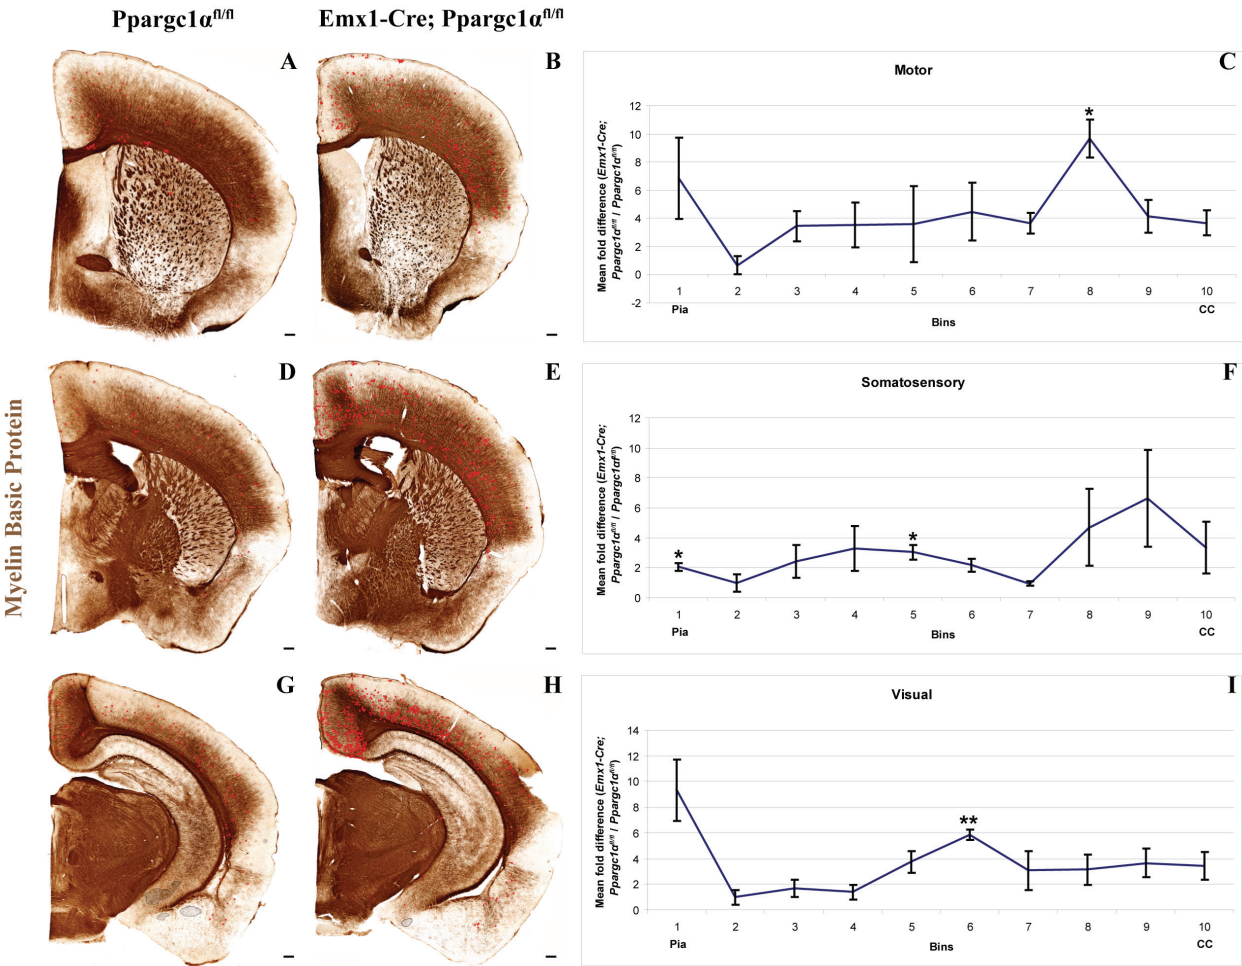 Ppargc1α^fl/fl
Emx1-Cre; Ppargc1α^fl/fl
Myelin Basic Protein
A
B
C
Motor
Mean fold difference (Emx1-Cre;
Ppargc1α^fl/fl / Ppargc1α^fl/fl)
12
10
8
6
4
2
0
-2
*
1 2 3 4 5 6 7 8 9 10
Pia CC
Bins
D
E
F
Somatosensory
Mean fold difference (Emx1-Cre;
Ppargc1α^fl/fl / Ppargc1αf^fl/fl)
12
10
8
6
4
2
0
* *
1 2 3 4 5 6 7 8 9 10
Pia CC
Bins
G
H
I
Visual
Mean fold difference (Emx1-Cre;
Ppargc1α^fl/fl / Ppargc1α^fl/fl)
14
12
10
8
6
4
2
0
**
1 2 3 4 5 6 7 8 9 10
Pia CC
Bins